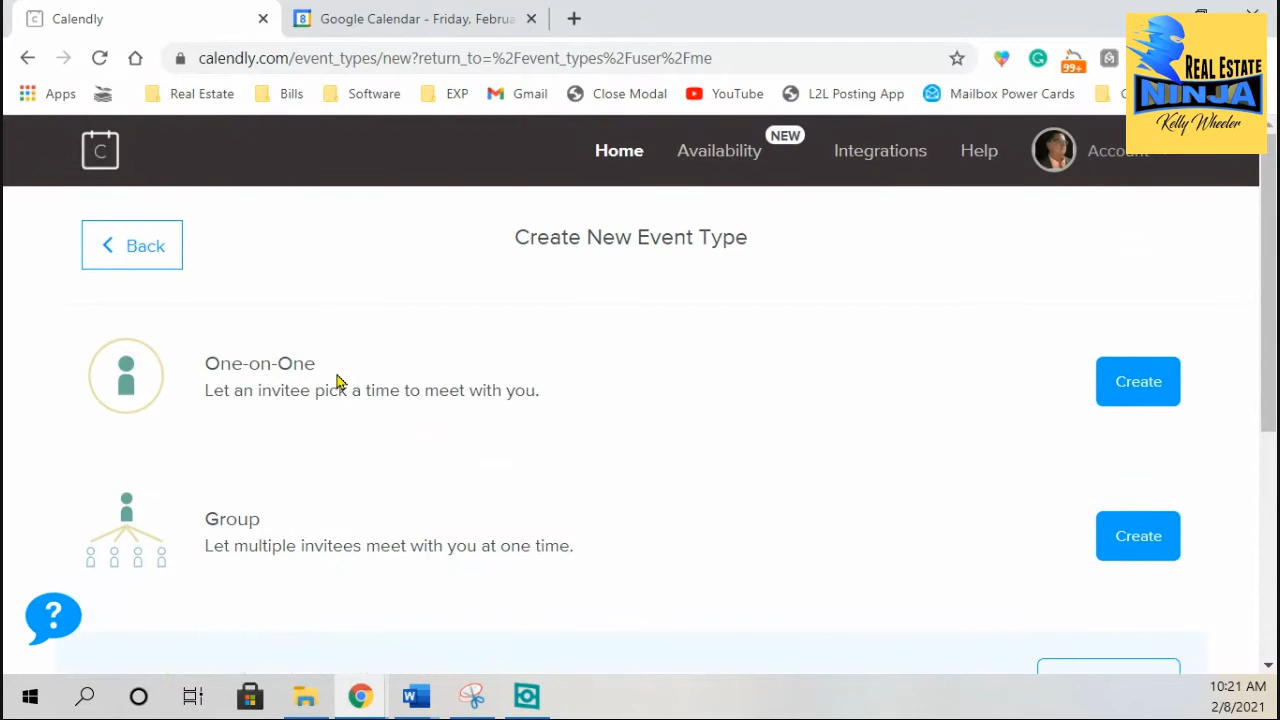 Calendly
8 Google Calendar - Friday, Februa
calendly.com/event_types/new?return_to=%2Fevent_types%2Fuser%2Fme
99+
Apps Real Estate Bills Software EXP Gmail Close Modal YouTube L2L Posting App Mailbox Power Cards
REAL ESTATE
NINJA
Kelly Wheeler
C Home Availability NEW Integrations Help Account
Back
Create New Event Type
One-on-One
Let an invitee pick a time to meet with you.
Create
Group
Let multiple invitees meet with you at one time.
Create
?
10:21 AM
2/8/2021